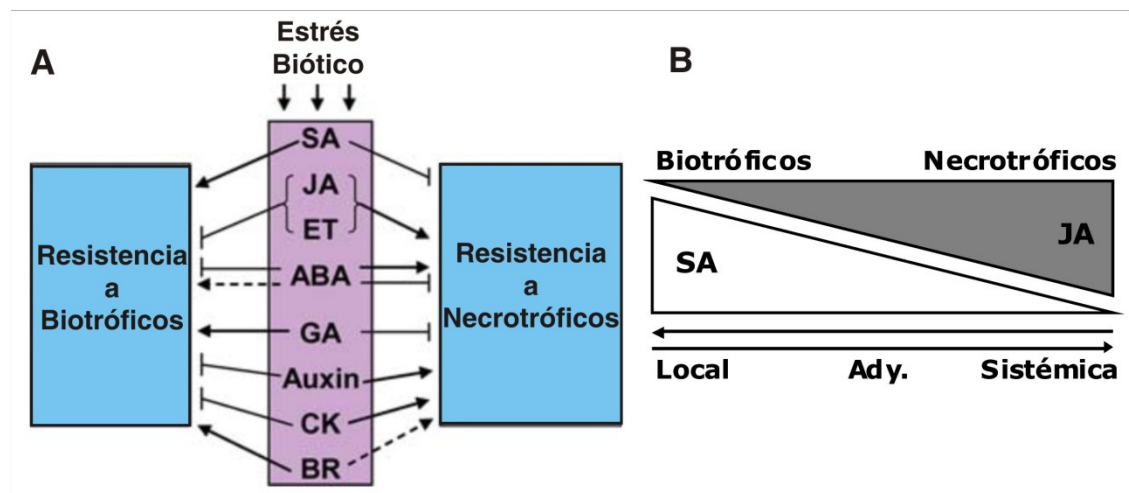 A
Estrés
Biótico
SA
JA
ET
ABA
GA
Auxin
CK
BR
Resistencia
a
Biotróficos
Resistencia
a
Necrotróficos
B
Biotróficos Necrotróficos
SA
JA
Local Ady. Sistémica